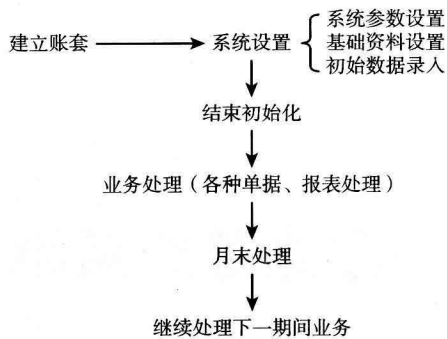 建立账套
系统设置
系统参数设置
基础资料设置
初始数据录入
结束初始化
业务处理（各种单据、报表处理）
月末处理
继续处理下一期间业务